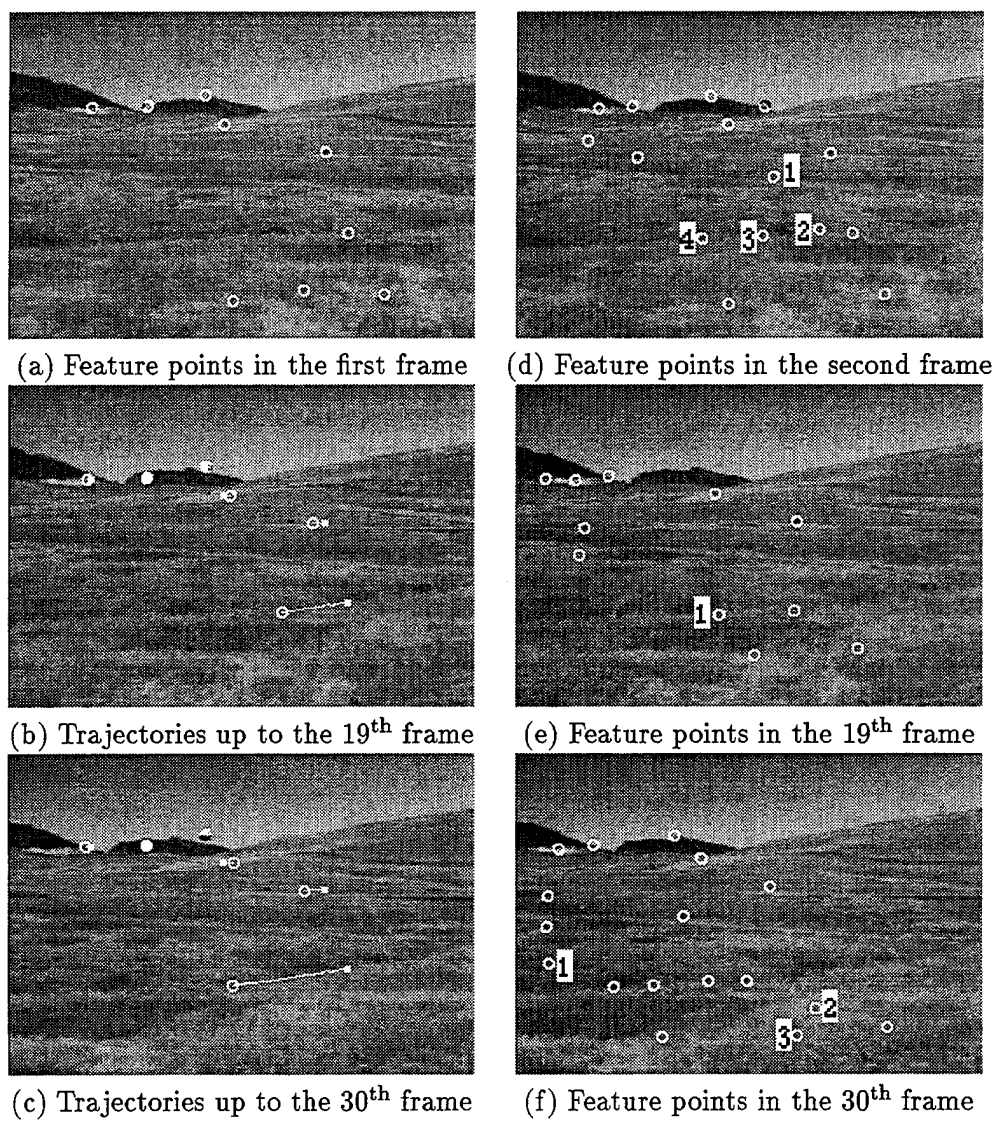 1
4
3
2
(a) Feature points in the first frame
(d) Feature points in the second frame
1
(b) Trajectories up to the 19th frame
(e) Feature points in the 19th frame
1
2
3
(c) Trajectories up to the 30th frame
(f) Feature points in the 30th frame